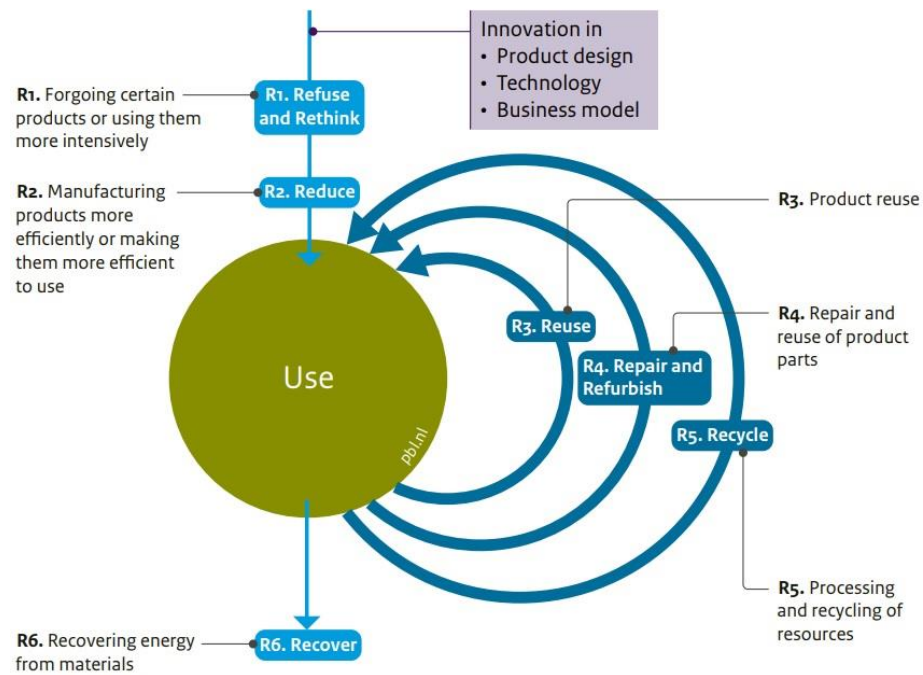 Innovation in
• Product design
• Technology
• Business model
R1. Forgoing certain
products or using them
more intensively
R1. Refuse
and Rethink
R2. Manufacturing
products more
efficiently or making
them more efficient
to use
R2. Reduce
R3. Product reuse
R3. Reuse
R4. Repair and
reuse of product
parts
R4. Repair and
Refurbish
Use
pbl.nl
R5. Recycle
R5. Processing
and recycling of
resources
R6. Recovering energy
from materials
R6. Recover